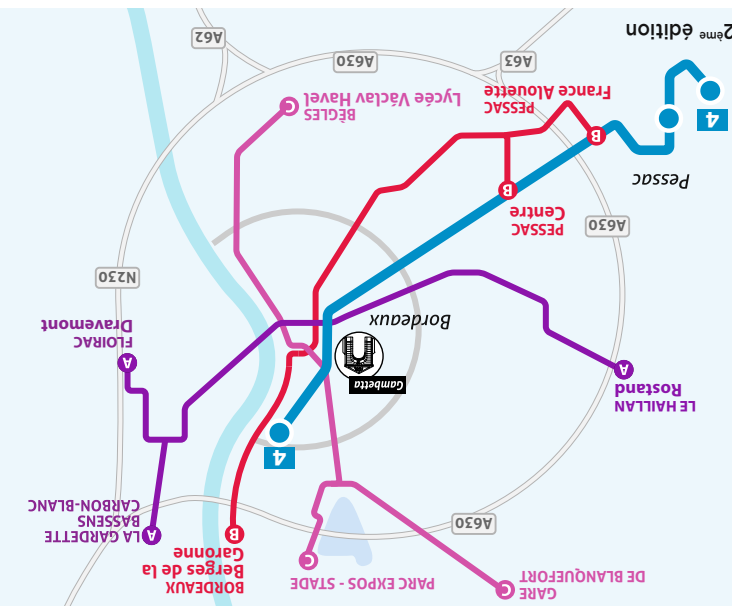 GARE
DE BLANQUEFORT
C
PARC EXPOS - STADE
C
BORDEAUX
Berges de la
Garonne
B
LA GARDETTE
BASSENS
CARBON-BLANC
A
A630
4
LE HAILLAN
Rostand
A
Gambetta
FLOIRAC
Dravemont
A
Bordeaux
N230
A630
PESSAC
Centre
B
Pessac
B
4
PESSAC
France Alouette
BÈGLES
Lycée Václav Havel
C
A63
A630
A62
2ème édition